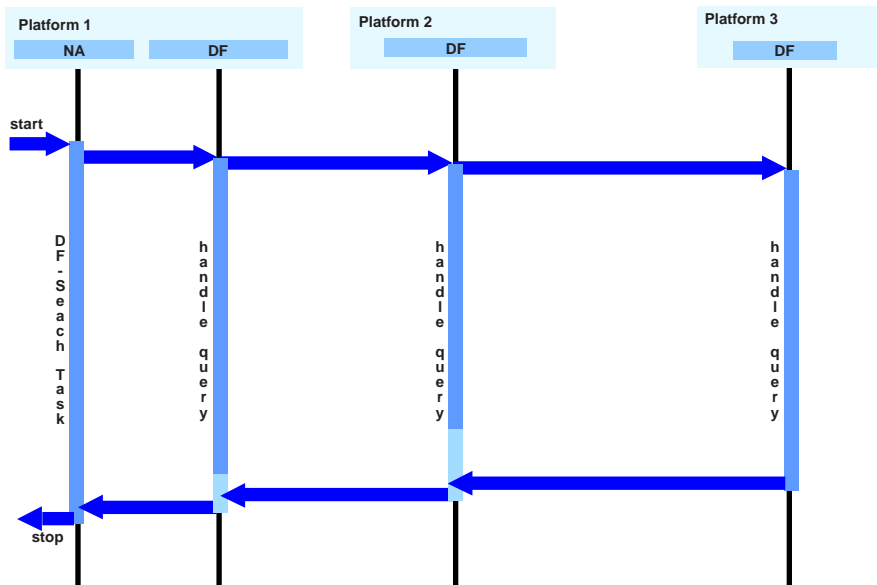 Platform 1
NA
DF
Platform 2
DF
Platform 3
DF
start
DF-Seach Task
handle query
handle query
handle query
stop